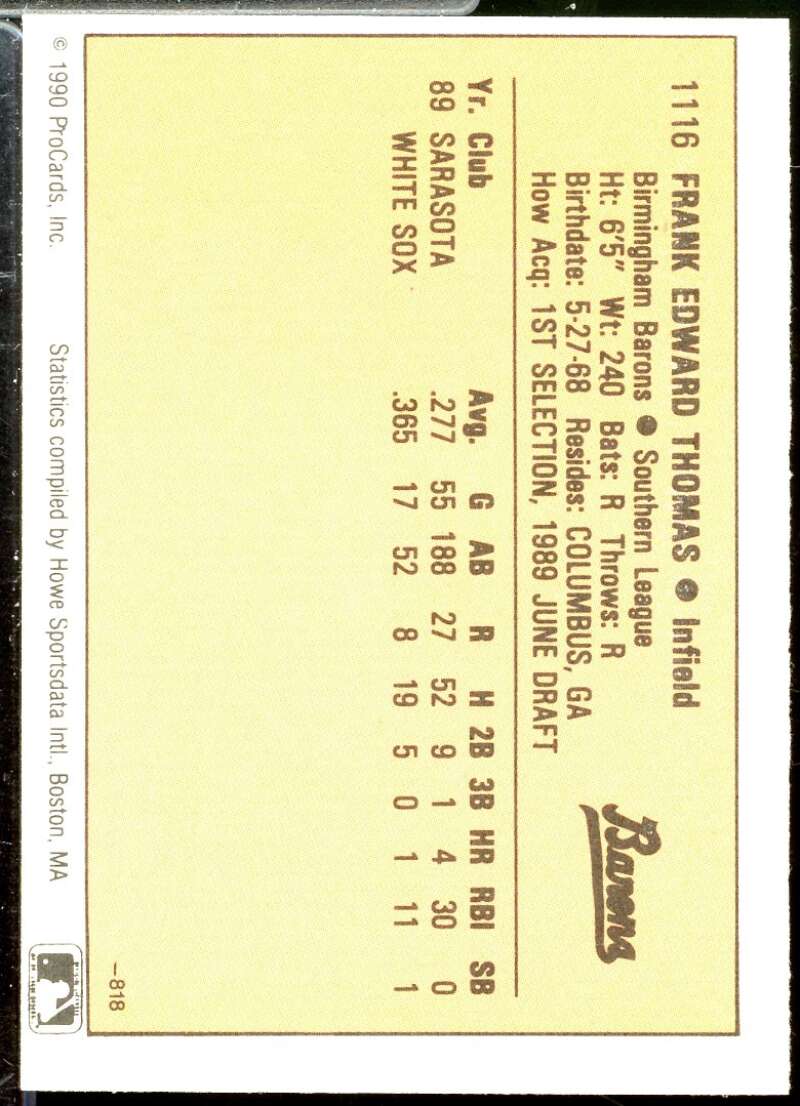 1116 FRANK EDWARD THOMAS ● Infield
Birmingham Barons ● Southern League
Ht: 6'5" Wt: 240 Bats: R Throws: R
Birthdate: 5-27-68 Resides: COLUMBUS, GA
How Acq: 1ST SELECTION, 1989 JUNE DRAFT
Barons
Yr. Club Avg. G AB R H 2B 3B HR RBI SB
89 SARASOTA .277 55 188 27 52 9 1 4 30 0
WHITE SOX .365 17 52 8 19 5 0 1 11 1
–818
© 1990 ProCards, Inc. Statistics compiled by Howe Sportsdata Intl., Boston, MA